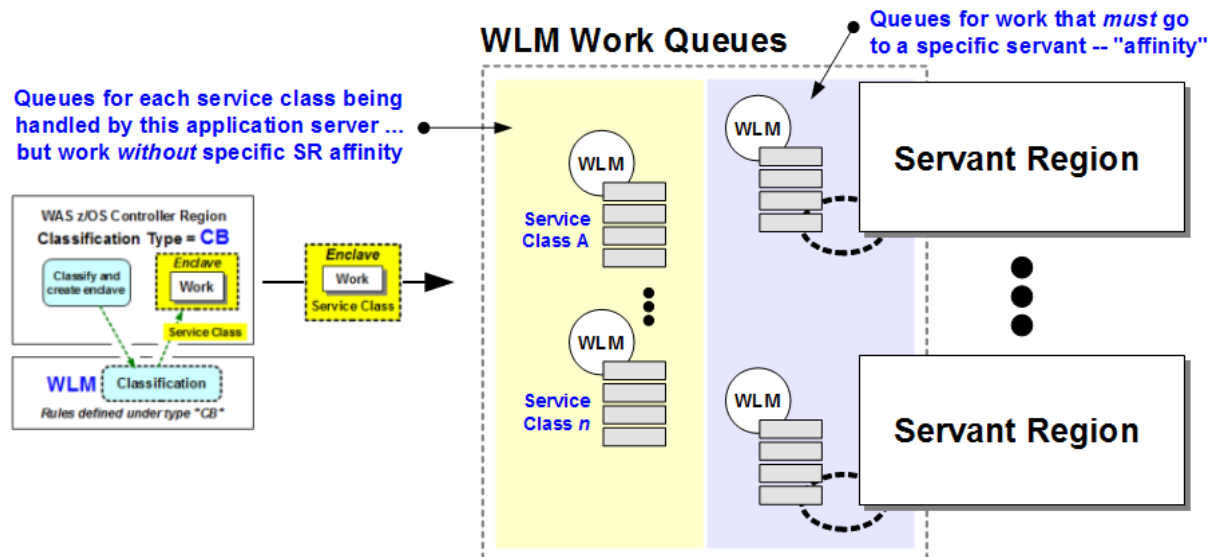 Queues for work that must go
to a specific servant -- "affinity"
WLM Work Queues
Queues for each service class being
handled by this application server ...
but work without specific SR affinity
WAS z/OS Controller Region
Classification Type = CB
Classify and
create enclave
Enclave
Work
Service Class
WLM
Classification
Rules defined under type "CB"
Enclave
Work
Service Class
WLM
Service
Class A
WLM
Service
Class n
WLM
Servant Region
WLM
Servant Region